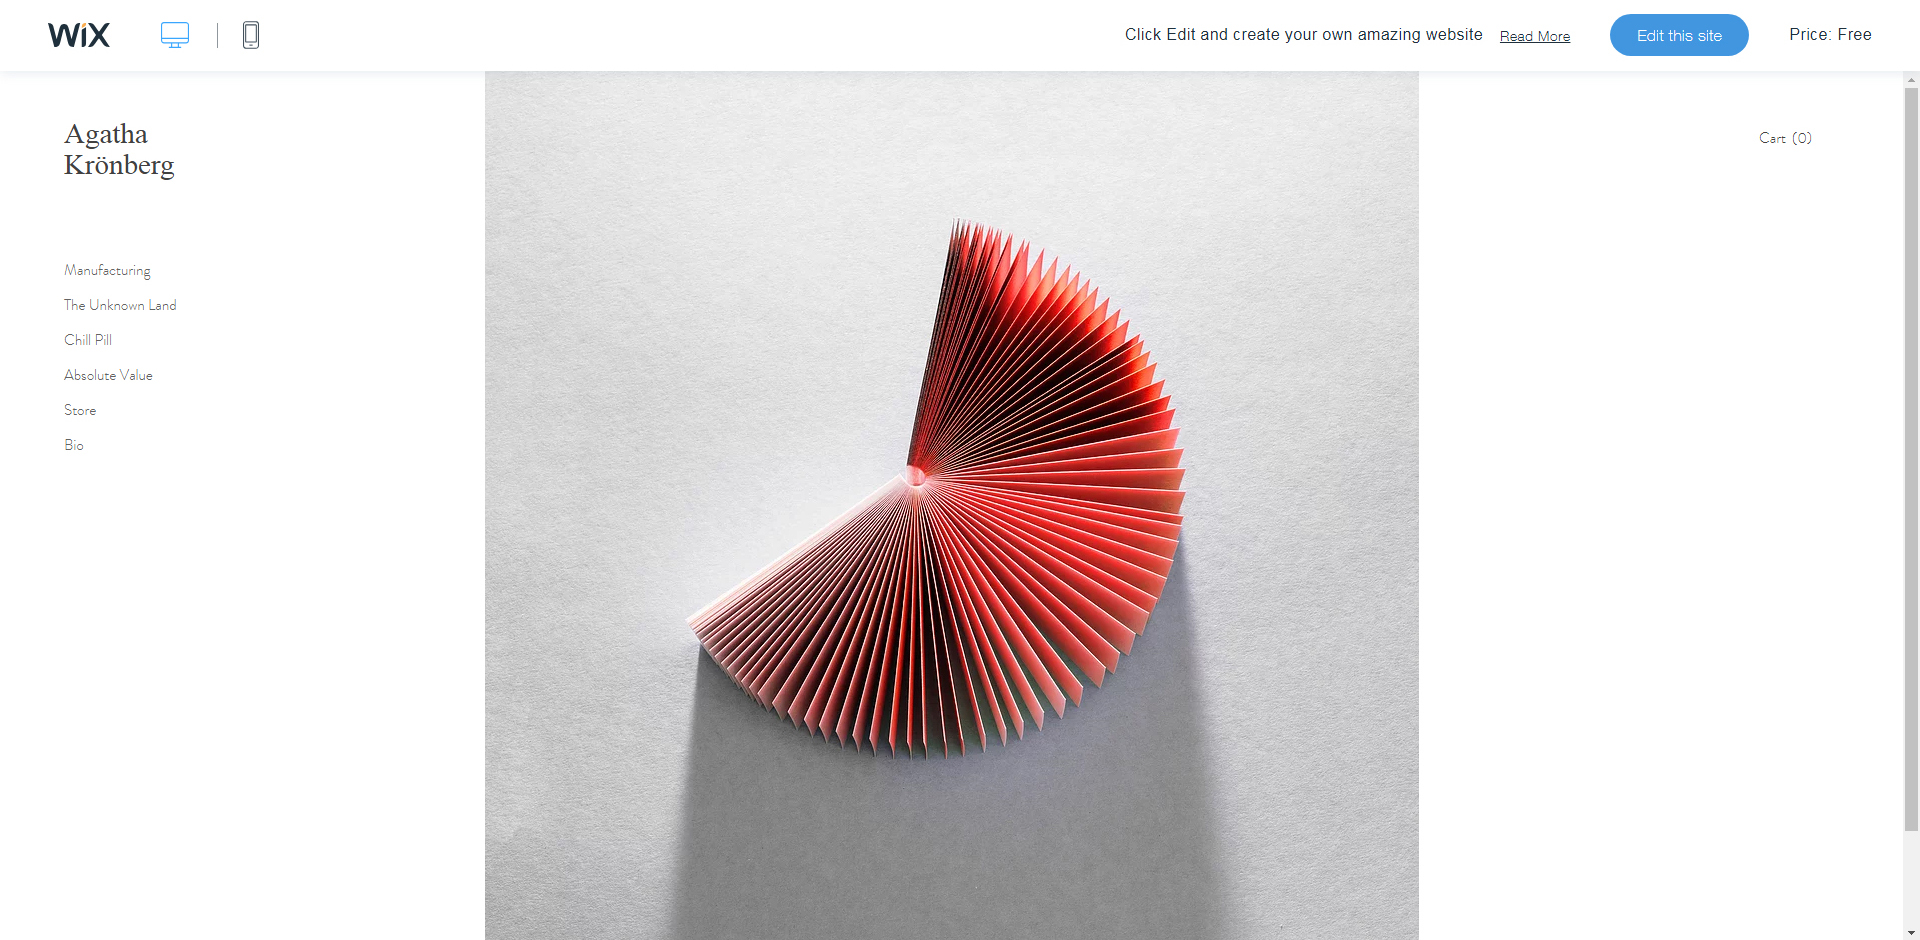 WiX
Click Edit and create your own amazing website Read More
Edit this site
Price: Free
Agatha
Krönberg
Cart (0)
Manufacturing
The Unknown Land
Chill Pill
Absolute Value
Store
Bio